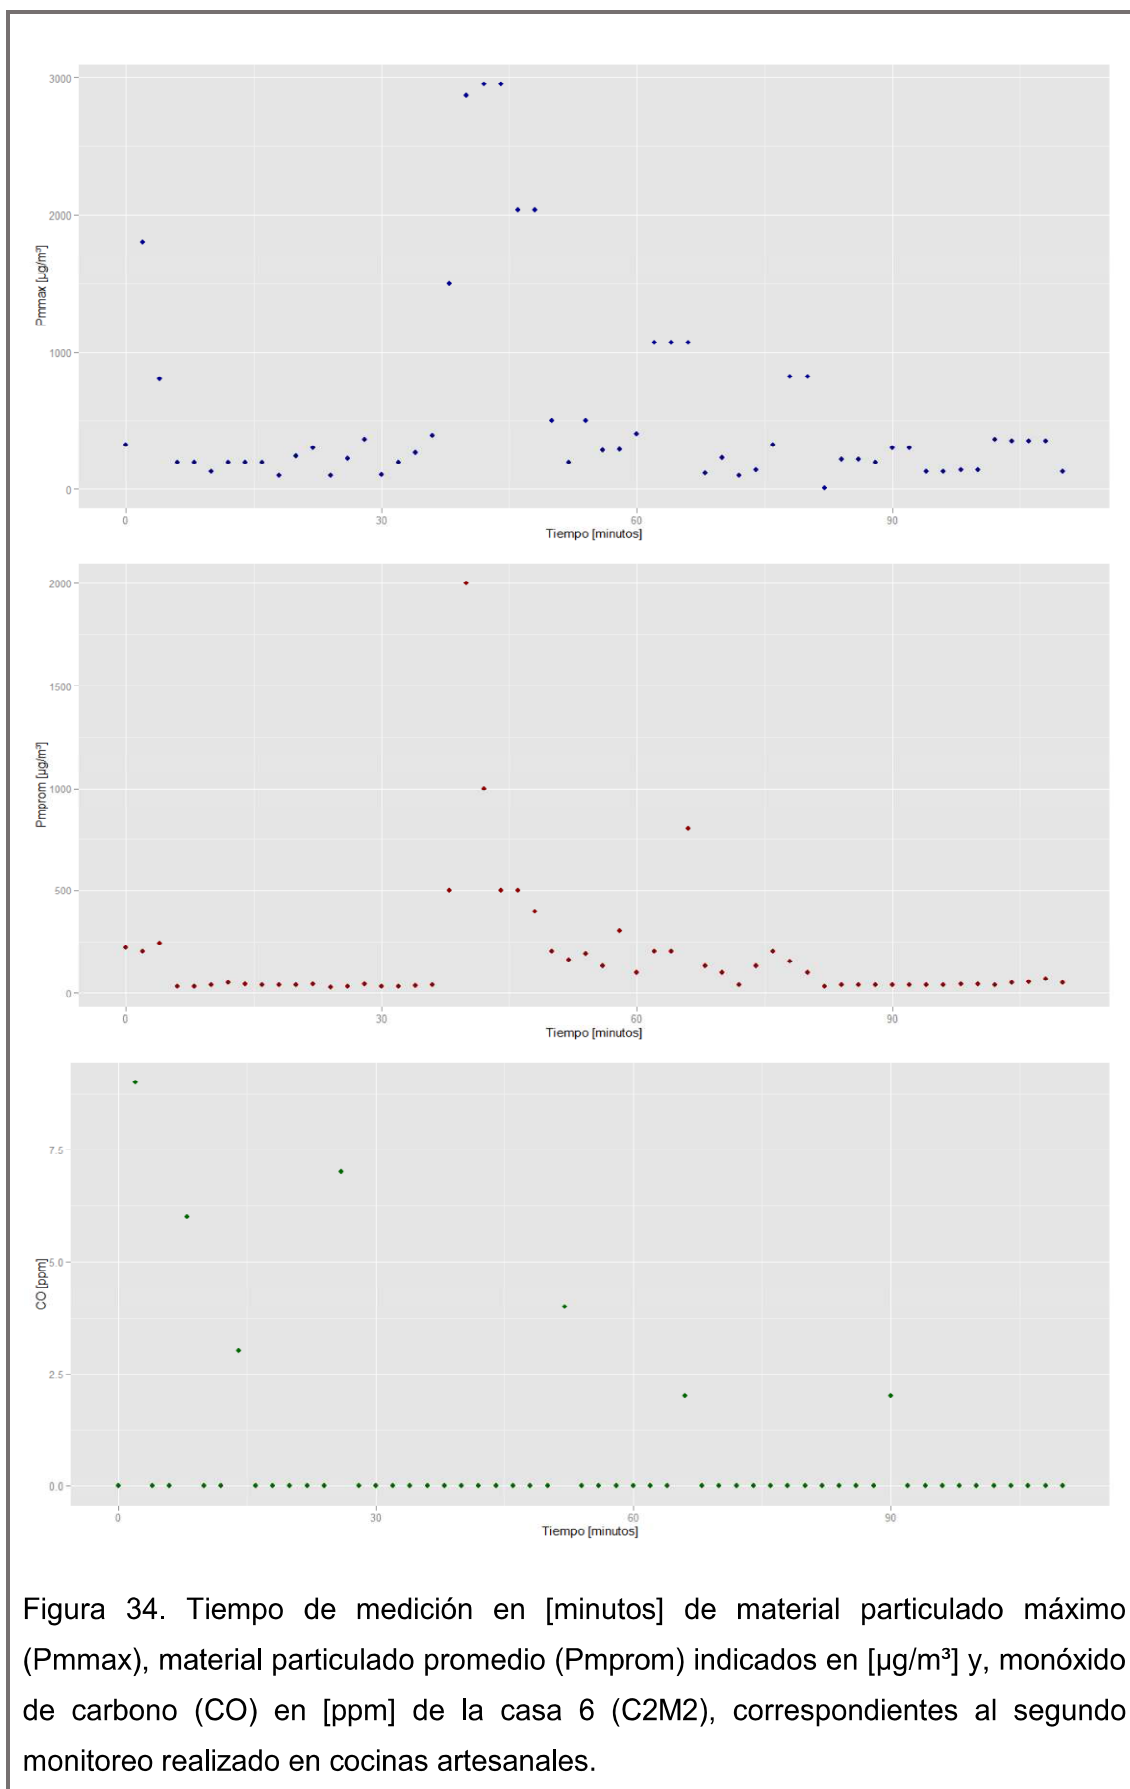 3000
2000
1000
0
Pmmax [µg/m³]
0
30
60
90
Tiempo [minutos]
2000
1500
1000
500
0
Pmprom [µg/m³]
0
30
60
90
Tiempo [minutos]
7.5
5.0
2.5
0.0
CO [ppm]
0
30
60
90
Tiempo [minutos]
Figura 34. Tiempo de medición en [minutos] de material particulado máximo
(Pmmax), material particulado promedio (Pmprom) indicados en [µg/m³] y, monóxido
de carbono (CO) en [ppm] de la casa 6 (C2M2), correspondientes al segundo
monitoreo realizado en cocinas artesanales.